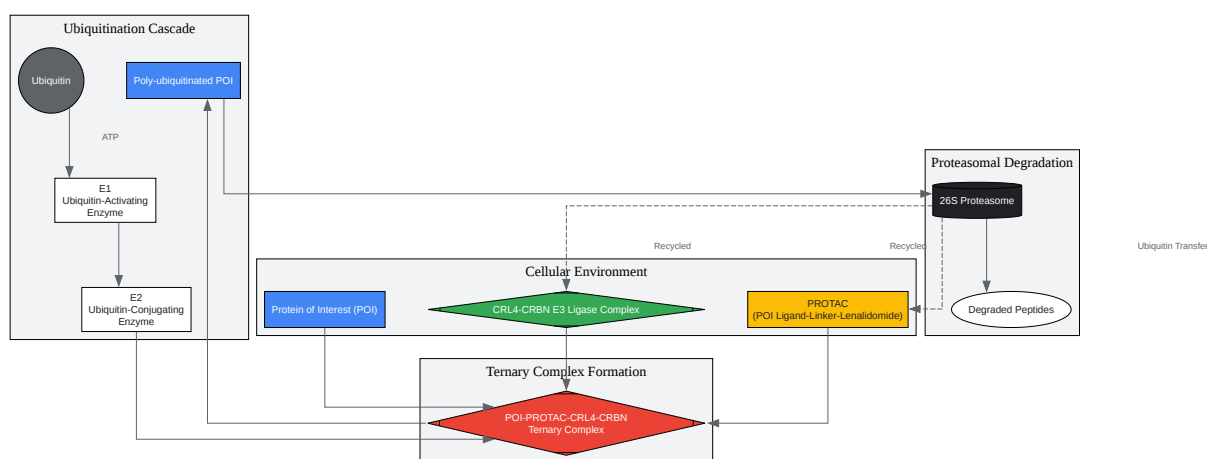 Ubiquitination Cascade
Ubiquitin
Poly-ubiquitinated POI
ATP
E1
Ubiquitin-Activating
Enzyme
E2
Ubiquitin-Conjugating
Enzyme
Proteasomal Degradation
26S Proteasome
Recycled
Recycled
Ubiquitin Transfer
Degraded Peptides
Cellular Environment
Protein of Interest (POI)
CRL4-CRBN E3 Ligase Complex
PROTAC
(POI Ligand-Linker-Lenalidomide)
Ternary Complex Formation
POI-PROTAC-CRL4-CRBN
Ternary Complex